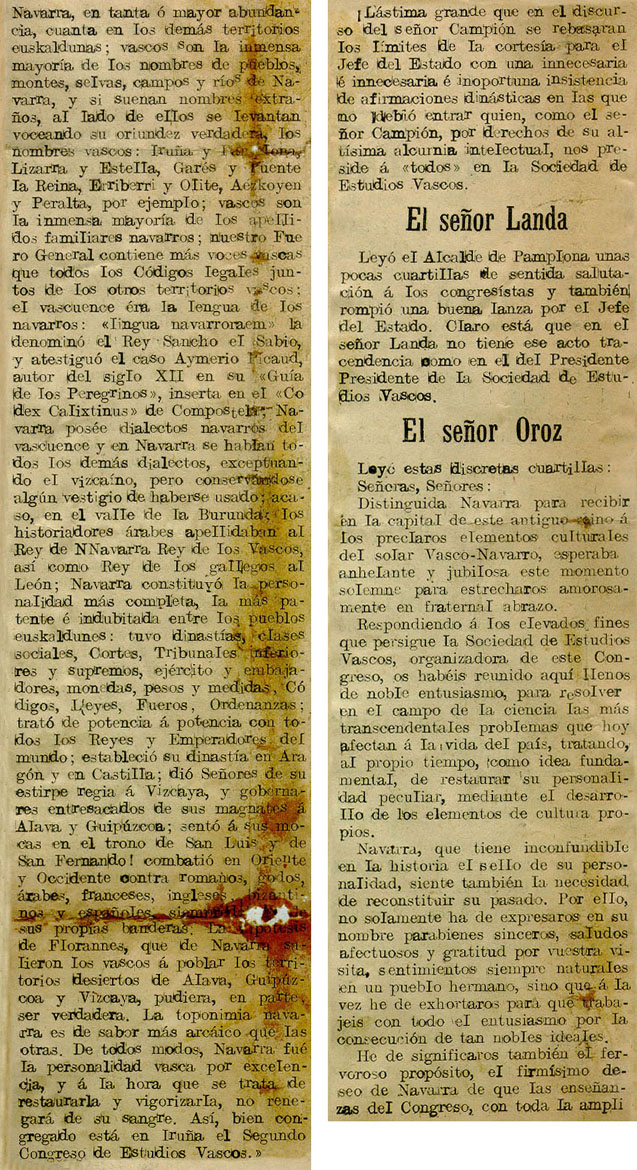 Navarra, en tanta ó mayor abundan-
cia, cuanta en los demás territorios
euskaldunas; vascos son la inmensa
mayoría de los nombres de pueblos,
montes, selvas, campos y ríos de Na-
varra, y si suenan nombres extra-
ños, al lado de ellos se levantan
voceando su oriundez verdadera, los
nombres vascos: Iruña y
Lizarra y Estella, Garés y Puente
la Reina, Erriberri y Olite, Aezkoyen
y Peralta, por ejemplo; vascos son
la inmensa mayoría de los apelli-
dos familiares navarros; nuestro Fue
ro General contiene más voces vascas
que todos los Códigos legales jun-
tos de los otros territorios vascos;
el vascuence éra la lengua de los
navarros: «lingua navarroraem» la
denominó el Rey Sancho el Sabio,
y atestiguó el caso Aymerio Picaud,
autor del siglo XII en su «Guía
de los Peregrinos», inserta en el «Co
dex Calixtinus» de Compostela; Na-
varra posée dialectos navarros del
vascuence y en Navarra se hablan to-
dos los demás dialectos, exceptuan-
do el vizcaíno, pero conservándose
algún vestigio de haberse usado; aca-
so, en el valle de la Burunda; los
historiadores árabes apellidaban al
Rey de NNavarra Rey de los Vascos,
así como Rey de los gallegos al
León; Navarra constituyó la perso-
nalidad más completa, la más pa-
tente é indubitada entre los pueblos
euskaldunes: tuvo dinastías, clases
sociales, Cortes, Tribunales inferio-
res y supremos, ejército y embaja-
dores, monedas, pesos y medidas, Có
digos, Leyes, Fueros, Ordenanzas;
trató de potencia á potencia con to-
dos los Reyes y Emperadores del
mundo; estableció su dinastía en Ara
gón y en Castilla; dió Señores de su
estirpe regia á Vizcaya, y goberna-
res entresacados de sus magnates á
Alava y Guipúzcoa; sentó á sus mo-
cas en el trono de San Luis y de
San Fernando! combatió en Oriente
y Occidente contra romanos, godos,
árabes, franceses, ingleses, bizanti-
nos y españoles,
sus propias banderas. La hipótesis
de Florannes, que de Navarra sa-
lieron los vascos á poblar los terri-
torios desiertos de Alava, Guipúz-
coa y Vizcaya, pudiera, en parte,
ser verdadera. La toponimia nava-
rra es de sabor más arcáico que las
otras. De todos modos, Navarra fué
la personalidad vasca por excelen-
cia, y á la hora que se trata de
restaurarla y vigorizarla, no rene-
gará de su sangre. Así, bien con-
gregado está en Iruña el Segundo
Congreso de Estudios Vascos.»
¡Lástima grande que en el discur-
so del señor Campión se rebasaran
los límites de la cortesía para el
Jefe del Estado con una innecesaria
é innecesaria é inoportuna insistencia
de afirmaciones dinásticas en las que
no debió entrar quien, como el se-
ñor Campión, por derechos de su al-
tísima alcurnia intelectual, nos pre-
side á «todos» en la Sociedad de
Estudios Vascos.
El señor Landa
Leyó el Alcalde de Pamplona unas
pocas cuartillas de sentida saluta-
ción á los congresístas y también
rompió una buena lanza por el Jefe
del Estado. Claro está que en el
señor Landa no tiene ese acto tra-
cendencia como en el del Presidente
Presidente de la Sociedad de Estu-
dios Vascos.
El señor Oroz
Leyó estas discretas cuartillas:
Señoras, Señores:
Distinguida Navarra para recibir
en la capital de este antiguo reino á
los preclaros elementos culturales
del solar Vasco-Navarro, esperaba
anhelante y jubilosa este momento
solemne para estrecharos amorosa-
mente en fraternal abrazo.
Respondiendo á los elevados fines
que persigue la Sociedad de Estudios
Vascos, organizadora de este Con-
greso, os habéis reunido aquí llenos
de noble entusiasmo, para resolver
en el campo de la ciencia las más
transcendentales problemas que hoy
afectan á la vida del país, tratando,
al propio tiempo, como idea funda-
mental, de restaurar su personali-
dad peculiar, mediante el desarro-
llo de los elementos de cultura pro-
pios.
Navarra, que tiene inconfundible
en la historia el sello de su perso-
nalidad, siente también la necesidad
de reconstituir su pasado. Por ello,
no solamente ha de expresaros en su
nombre parabienes sinceros, saludos
afectuosos y gratitud por vuestra vi-
sita, sentimientos siempre naturales
en un pueblo hermano, sino que á la
vez he de exhortaros para que traba-
jeis con todo el entusiasmo por la
consecución de tan nobles ideales.
He de significaros también el fer-
voroso propósito, el firmísimo de-
seo de Navarra de que las enseñan-
zas del Congreso, con toda la ampli